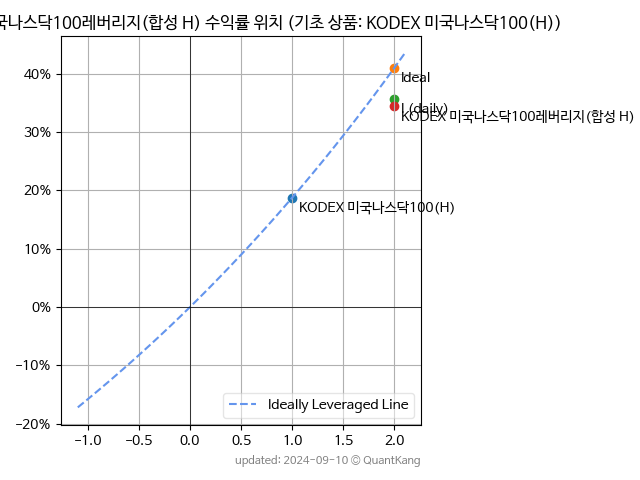 국나스닥100레버리지(합성 H) 수익률 위치 (기초 상품: KODEX 미국나스닥100(H))
40%
Ideal
L(daily)
KODEX 미국나스닥100레버리지(합성 H)
30%
20%
KODEX 미국나스닥100(H)
10%
0%
−10%
Ideally Leveraged Line
−20%
−1.0 −0.5 0.0 0.5 1.0 1.5 2.0
updated: 2024-09-10 © QuantKang